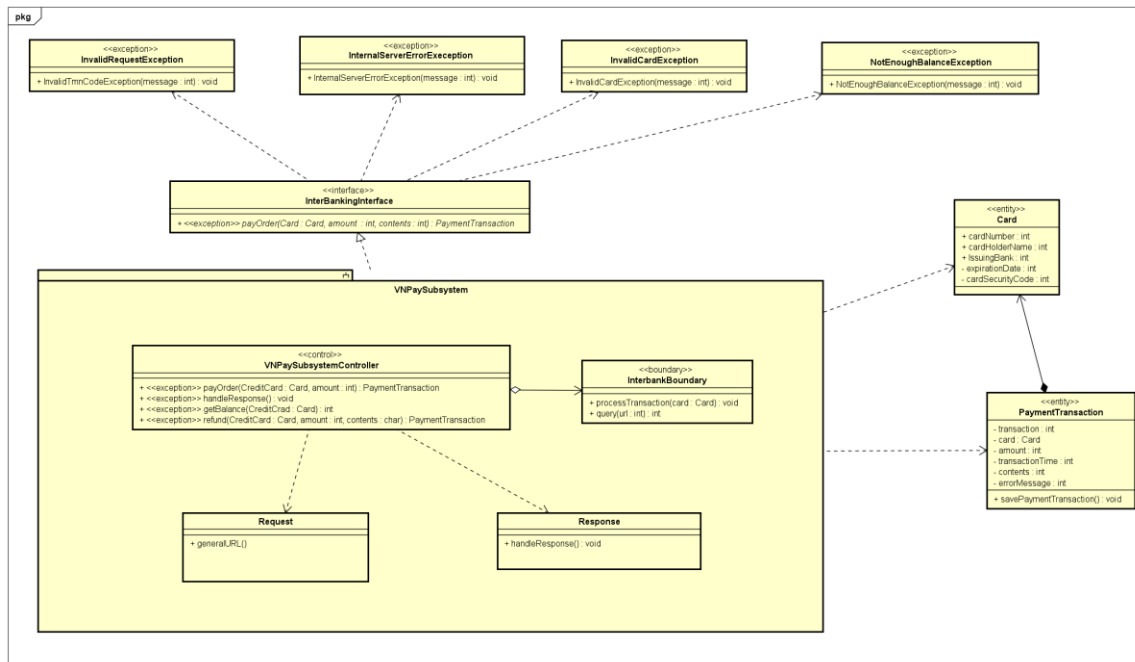 pkg
<<exception>>
InvalidRequestException
+ InvalidTmnCodeException(message : int) : void
<<exception>>
InternalServerErrorExeception
+ InternalServerErrorException(message : int) : void
<<exception>>
InvalidCardException
+ InvalidCardException(message : int) : void
<<exception>>
NotEnoughBalanceException
+ NotEnoughBalanceException(message : int) : void
<<interface>>
InterBankingInterface
+ <<exception>> payOrder(Card : Card, amount : int, contents : int) : PaymentTransaction
<<entity>>
Card
+ cardNumber : int
+ cardHolderName : int
+ IssuingBank : int
- expirationDate : int
- cardSecurityCode : int
VNPaySubsystem
<<control>>
VNPaySubsystemController
+ <<exception>> payOrder(CreditCard : Card, amount : int) : PaymentTransaction
+ <<exception>> handleResponse() : void
+ <<exception>> getBalance(CreditCrad : Card) : int
+ <<exception>> refund(CreditCard : Card, amount : int, contents : char) : PaymentTransaction
<<boundary>>
InterbankBoundary
+ processTransaction(card : Card) : void
+ query(url : int) : int
<<entity>>
PaymentTransaction
- transaction : int
- card : Card
- amount : int
- transactionTime : int
- contents : int
- errorMessage : int
+ savePaymentTransaction() : void
Request
+ generalURL()
Response
+ handleResponse() : void